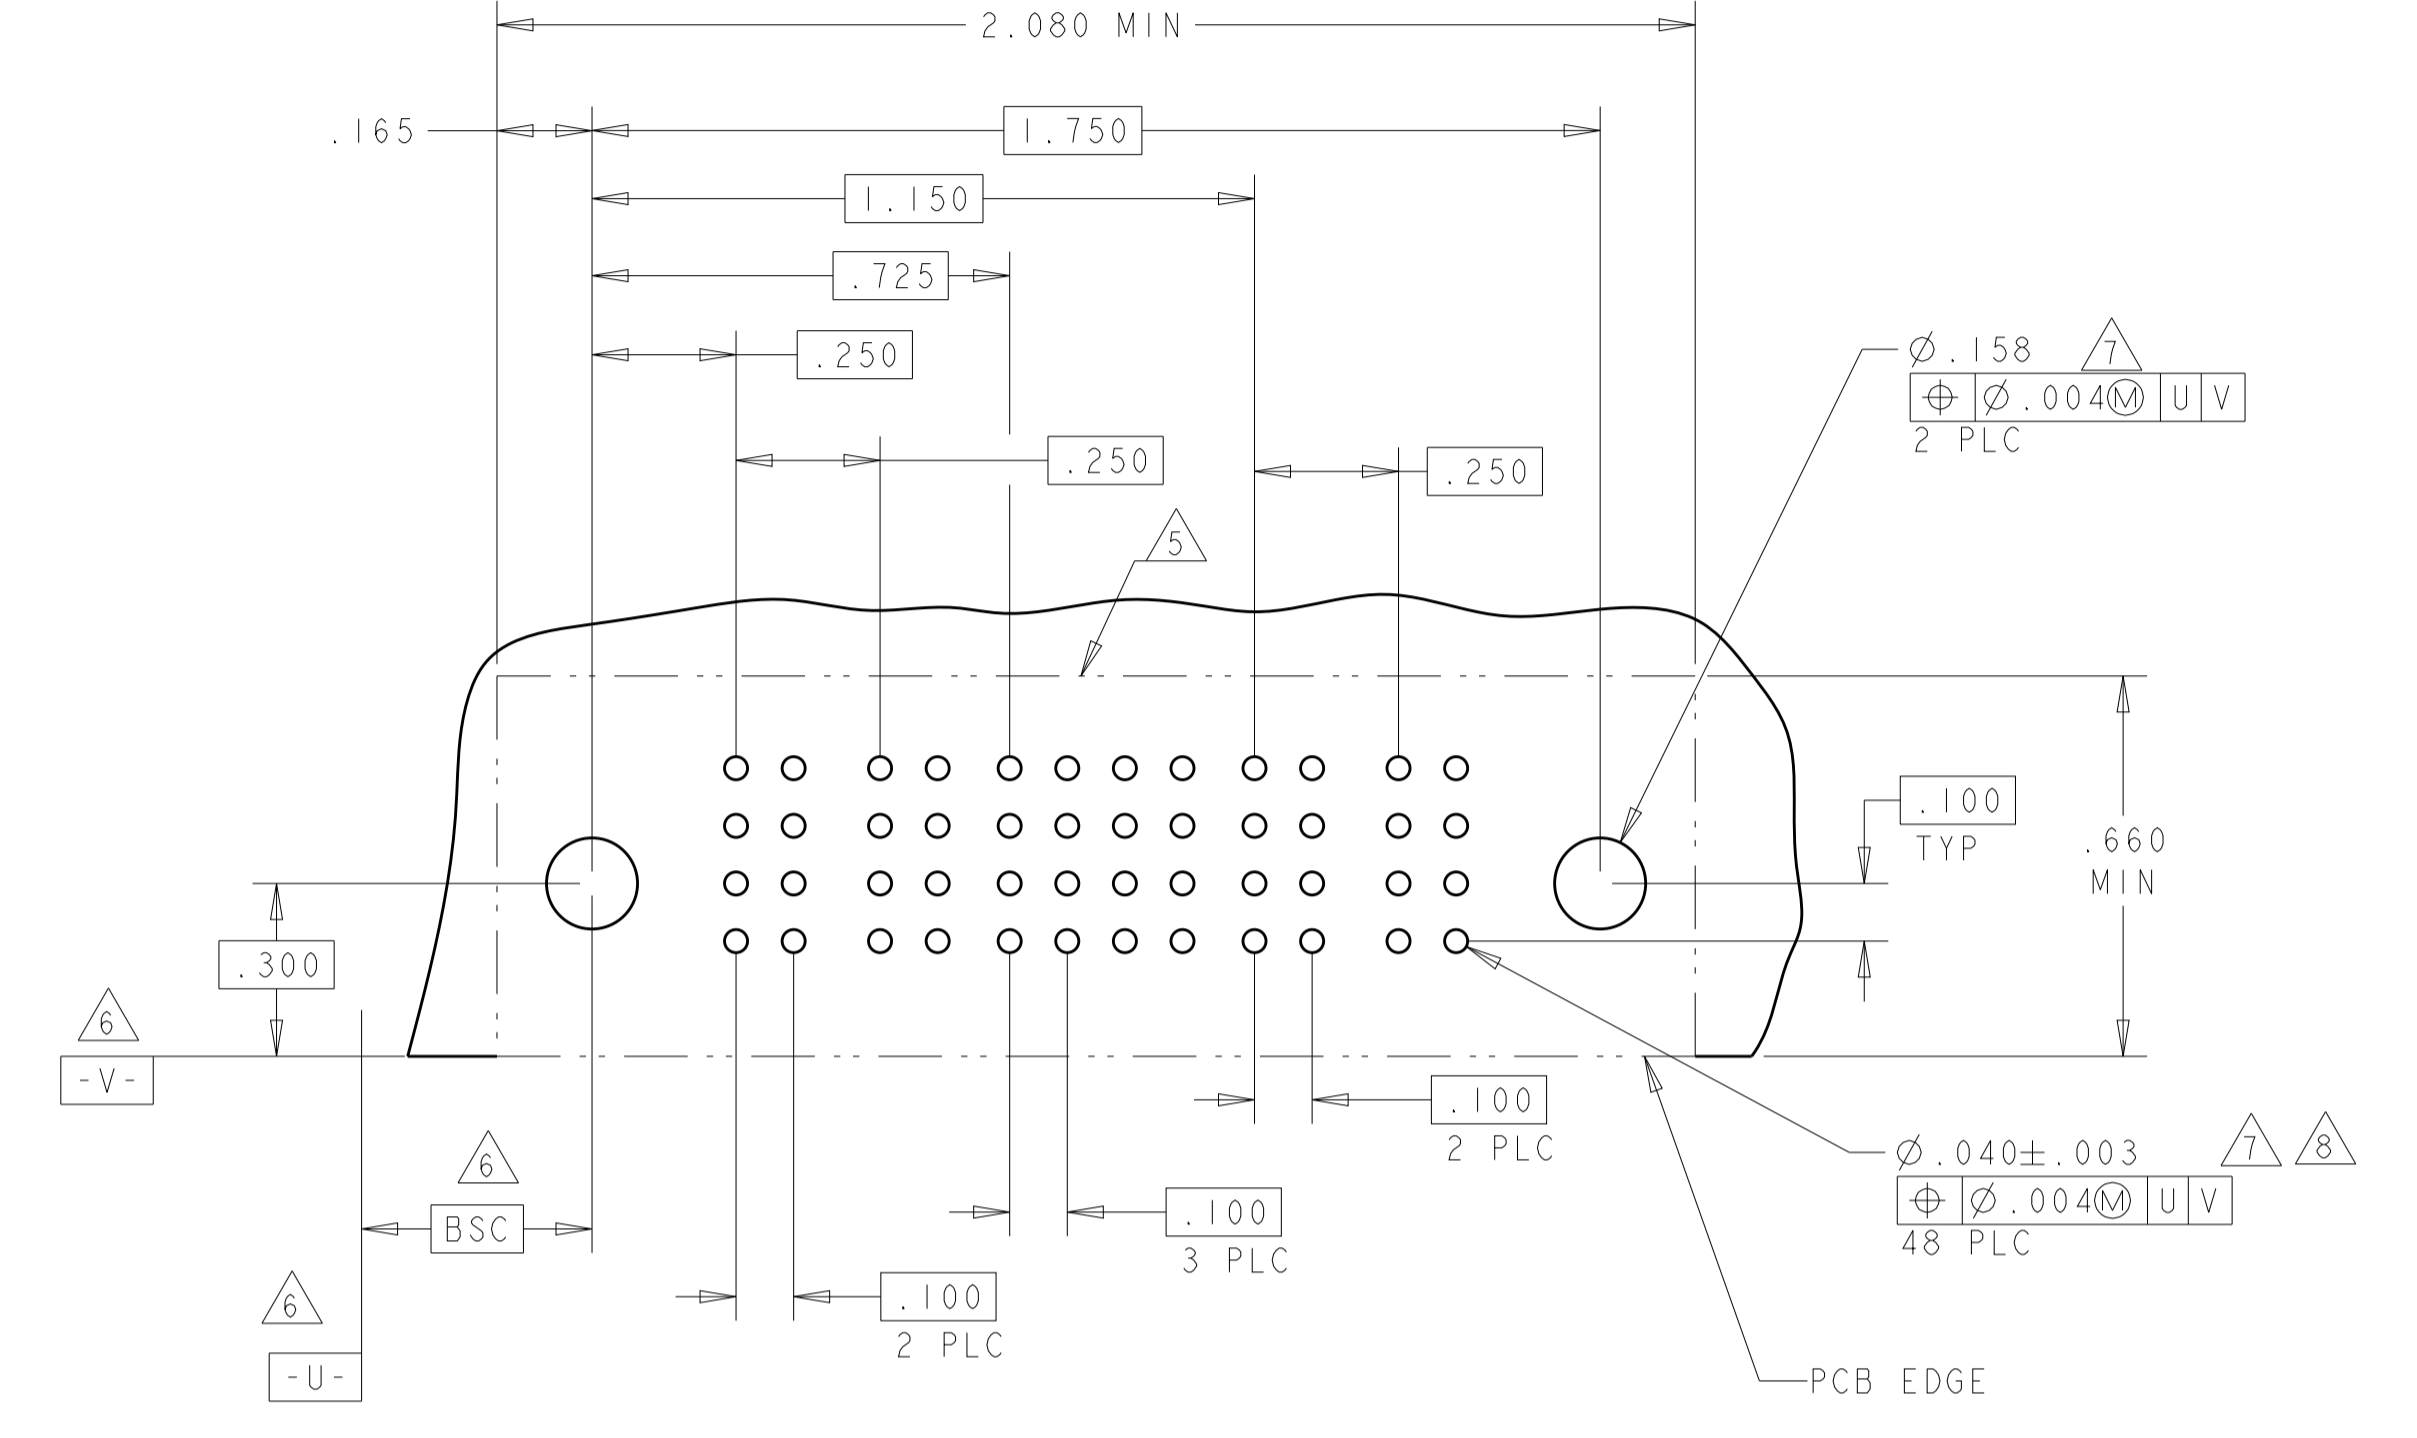 2.080 MIN
.165
1.750
1.150
.725
.250
.250
.250
Ø.158
7
⌖ Ø.004Ⓜ U V
2 PLC
5
.100
TYP
.660
MIN
.300
6
-V-
.100
2 PLC
6
BSC
Ø.040±.003
7
8
⌖ Ø.004Ⓜ U V
48 PLC
.100
3 PLC
.100
2 PLC
6
-U-
PCB EDGE